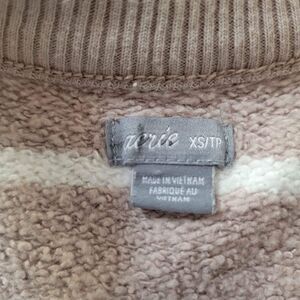 aerie XS/TP
MADE IN VIETNAM
FABRIQUÉ AU
VIETNAM